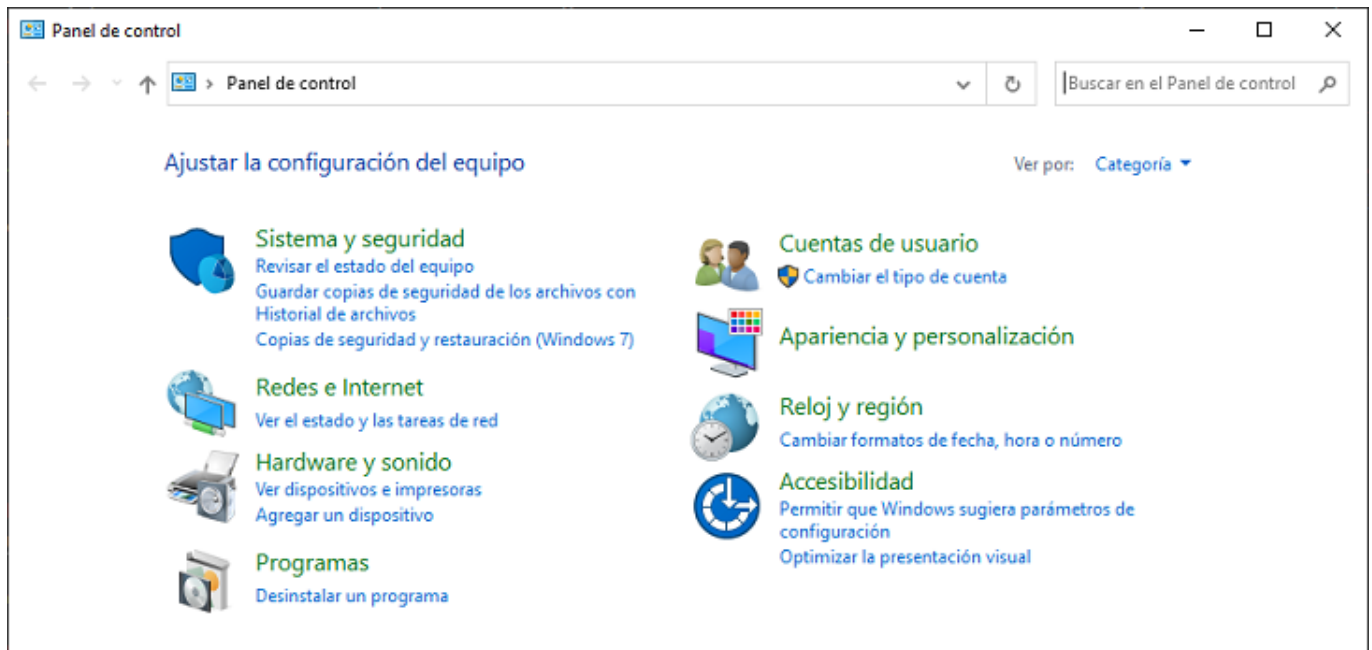 Panel de control
Panel de control
Buscar en el Panel de control
Ajustar la configuración del equipo
Ver por: Categoría
Sistema y seguridad
Revisar el estado del equipo
Guardar copias de seguridad de los archivos con
Historial de archivos
Copias de seguridad y restauración (Windows 7)
Redes e Internet
Ver el estado y las tareas de red
Hardware y sonido
Ver dispositivos e impresoras
Agregar un dispositivo
Programas
Desinstalar un programa
Cuentas de usuario
Cambiar el tipo de cuenta
Apariencia y personalización
Reloj y región
Cambiar formatos de fecha, hora o número
Accesibilidad
Permitir que Windows sugiera parámetros de
configuración
Optimizar la presentación visual